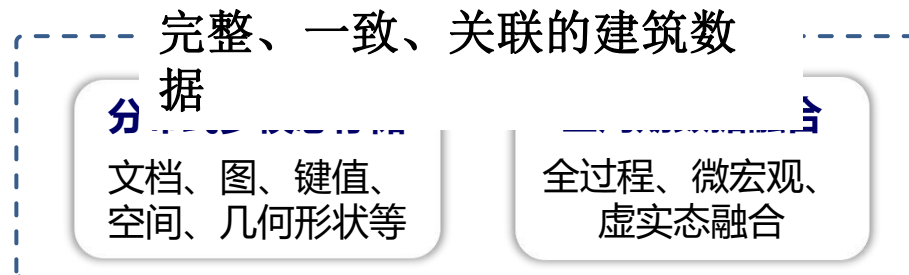 完整、一致、关联的建筑数
据
文档、图、键值、
空间、几何形状等
全过程、微宏观、
虚实态融合